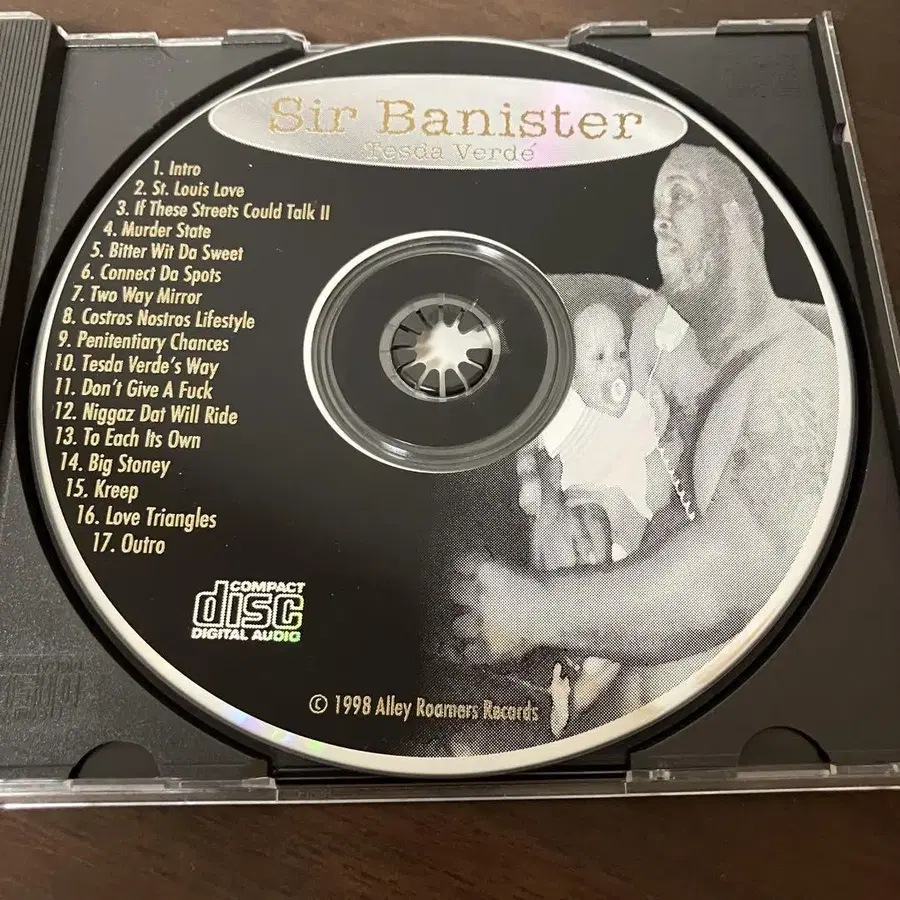 Sir Banister
Tesda Verdé
1. Intro
2. St. Louis Love
3. If These Streets Could Talk II
4. Murder State
5. Bitter Wit Da Sweet
6. Connect Da Spots
7. Two Way Mirror
8. Costros Nostros Lifestyle
9. Penitentiary Chances
10. Tesda Verde's Way
11. Don't Give A Fuck
12. Niggaz Dat Will Ride
13. To Each Its Own
14. Big Stoney
15. Kreep
16. Love Triangles
17. Outro
COMPACT
disc
DIGITAL AUDIO
© 1998 Alley Roamers Records